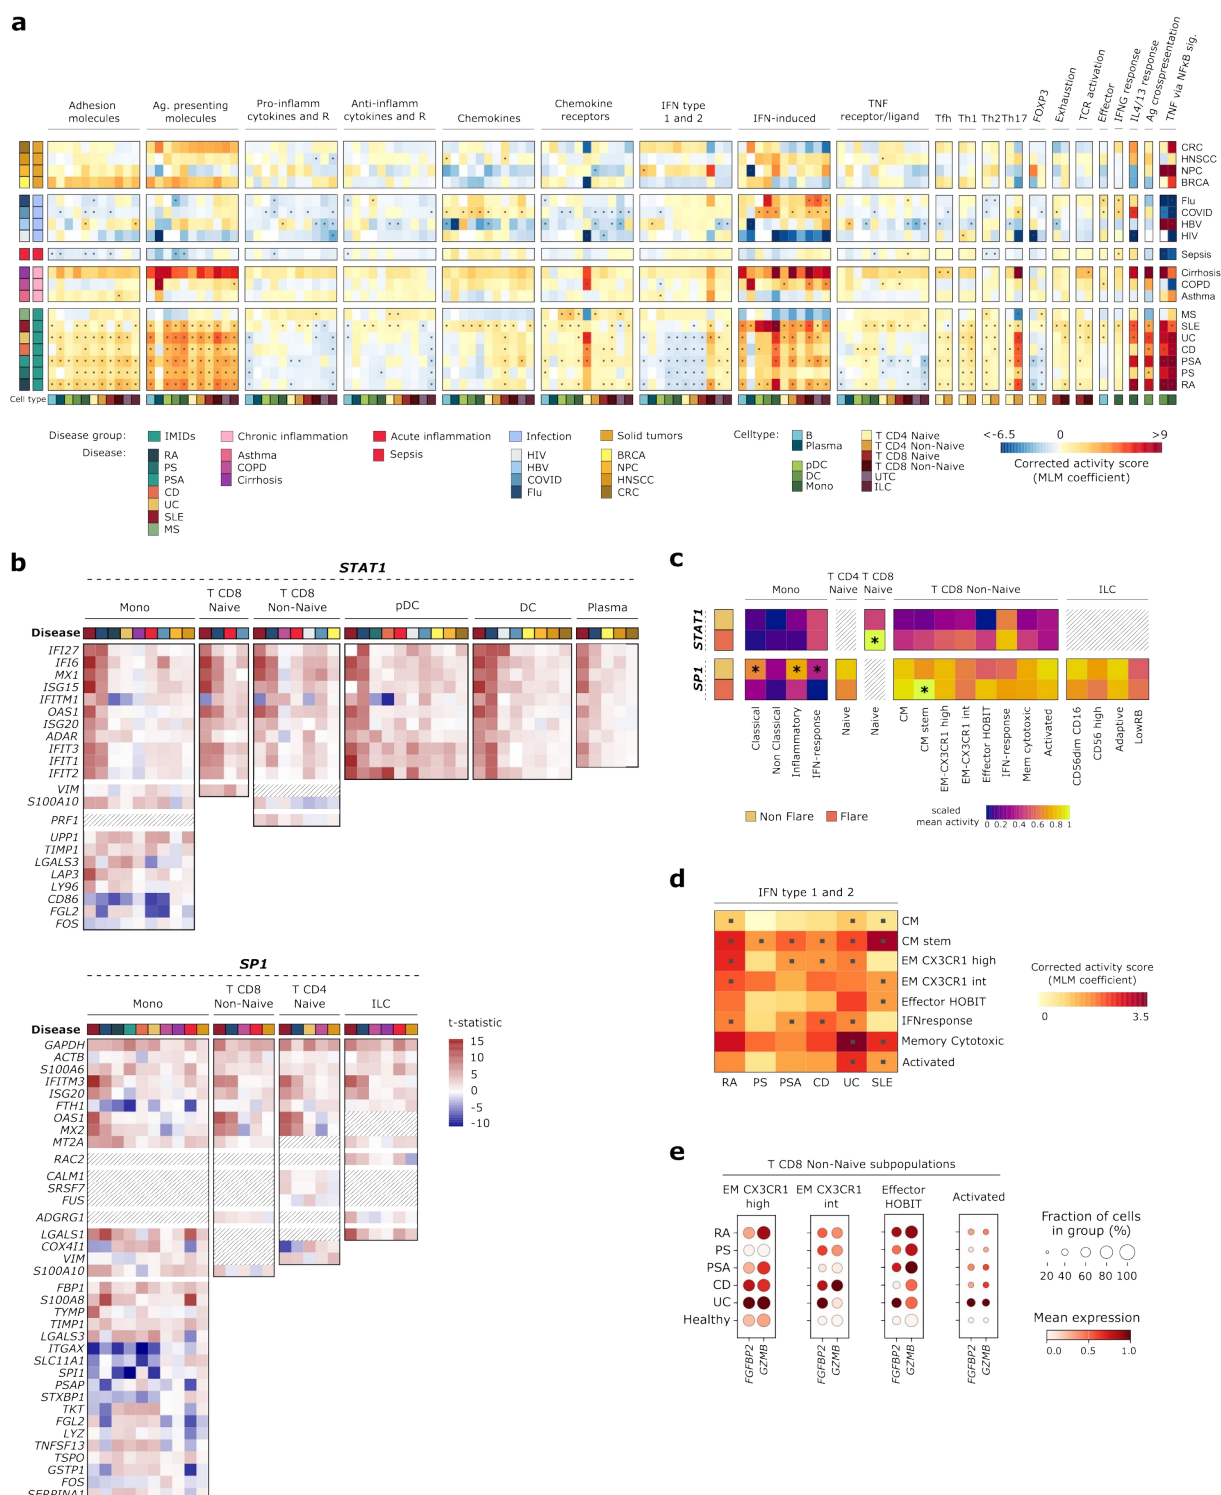 a
Adhesion
molecules
Ag. presenting
molecules
Pro-inflamm
cytokines and R
Anti-inflamm
cytokines and R
Chemokines
Chemokine
receptors
IFN type
1 and 2
IFN-induced
TNF
receptor/ligand
Tfh
Th1
Th2
Th17
FOXP3
Exhaustion
TCR activation
Effector
IFNG response
IL4/13 response
Ag crosspresentation
TNF via NFκB sig.
CRC
HNSCC
NPC
BRCA
Flu
COVID
HBV
HIV
Sepsis
Cirrhosis
COPD
Asthma
MS
SLE
UC
CD
PSA
PS
RA
Cell type
Disease group:
IMIDs
Chronic inflammation
Acute inflammation
Infection
Solid tumors
Disease:
RA
PS
PSA
CD
UC
SLE
MS
Asthma
COPD
Cirrhosis
Sepsis
HIV
HBV
COVID
Flu
BRCA
NPC
HNSCC
CRC
Celltype:
B
Plasma
pDC
DC
Mono
T CD4 Naive
T CD4 Non-Naive
T CD8 Naive
T CD8 Non-Naive
UTC
ILC
<-6.5 0 >9
Corrected activity score
(MLM coefficient)
b
STAT1
Mono
T CD8
Naive
T CD8
Non-Naive
pDC
DC
Plasma
Disease
IFI27
IFI6
MX1
ISG15
IFITM1
OAS1
ISG20
ADAR
IFIT3
IFIT1
IFIT2
VIM
S100A10
PRF1
UPP1
TIMP1
LGALS3
LAP3
LY96
CD86
FGL2
FOS
SP1
Mono
T CD8
Non-Naive
T CD4
Naive
ILC
Disease
GAPDH
ACTB
S100A6
IFITM3
ISG20
FTH1
OAS1
MX2
MT2A
RAC2
CALM1
SRSF7
FUS
ADGRG1
LGALS1
COX4I1
VIM
S100A10
FBP1
S100A8
TYMP
TIMP1
LGALS3
ITGAX
SLC11A1
SPI1
PSAP
STXBP1
TKT
FGL2
LYZ
TNFSF13
TSPO
GSTP1
FOS
SERPINA1
t-statistic
15
10
5
0
-5
-10
c
Mono
T CD4
Naive
T CD8
Naive
T CD8 Non-Naive
ILC
STAT1
SP1
Classical
Non Classical
Inflammatory
IFN-response
Naive
Naive
CM
CM stem
EM-CX3CR1 high
EM-CX3CR1 int
Effector HOBIT
IFN-response
Mem cytotoxic
Activated
CD56dim CD16
CD56 high
Adaptive
LowRB
Non Flare
Flare
scaled
mean activity
0 0.2 0.4 0.6 0.8 1
d
IFN type 1 and 2
CM
CM stem
EM CX3CR1 high
EM CX3CR1 int
Effector HOBIT
IFNresponse
Memory Cytotoxic
Activated
RA PS PSA CD UC SLE
Corrected activity score
(MLM coefficient)
0 3.5
e
T CD8 Non-Naive subpopulations
EM CX3CR1
high
EM CX3CR1
int
Effector
HOBIT
Activated
RA
PS
PSA
CD
UC
Healthy
FGFBP2
GZMB
FGFBP2
GZMB
FGFBP2
GZMB
FGFBP2
GZMB
Fraction of cells
in group (%)
20 40 60 80 100
Mean expression
0.0 0.5 1.0